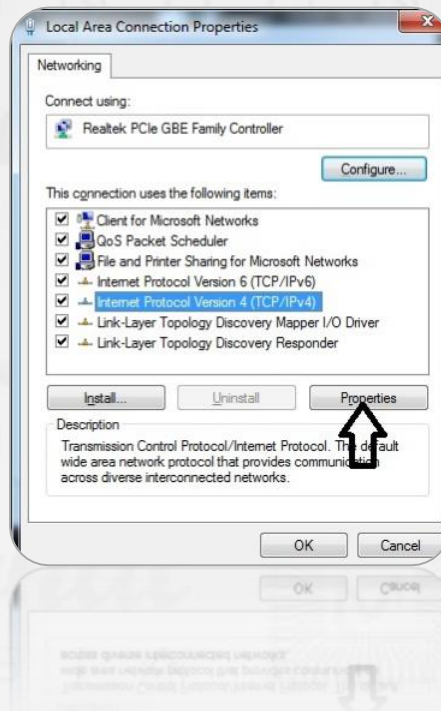 Local Area Connection Properties
Networking
Connect using:
Realtek PCIe GBE Family Controller
Configure...
This connection uses the following items:
Client for Microsoft Networks
QoS Packet Scheduler
File and Printer Sharing for Microsoft Networks
Internet Protocol Version 6 (TCP/IPv6)
Internet Protocol Version 4 (TCP/IPv4)
Link-Layer Topology Discovery Mapper I/O Driver
Link-Layer Topology Discovery Responder
Install... Uninstall Properties
Description
Transmission Control Protocol/Internet Protocol. The default
wide area network protocol that provides communication
across diverse interconnected networks.
OK Cancel